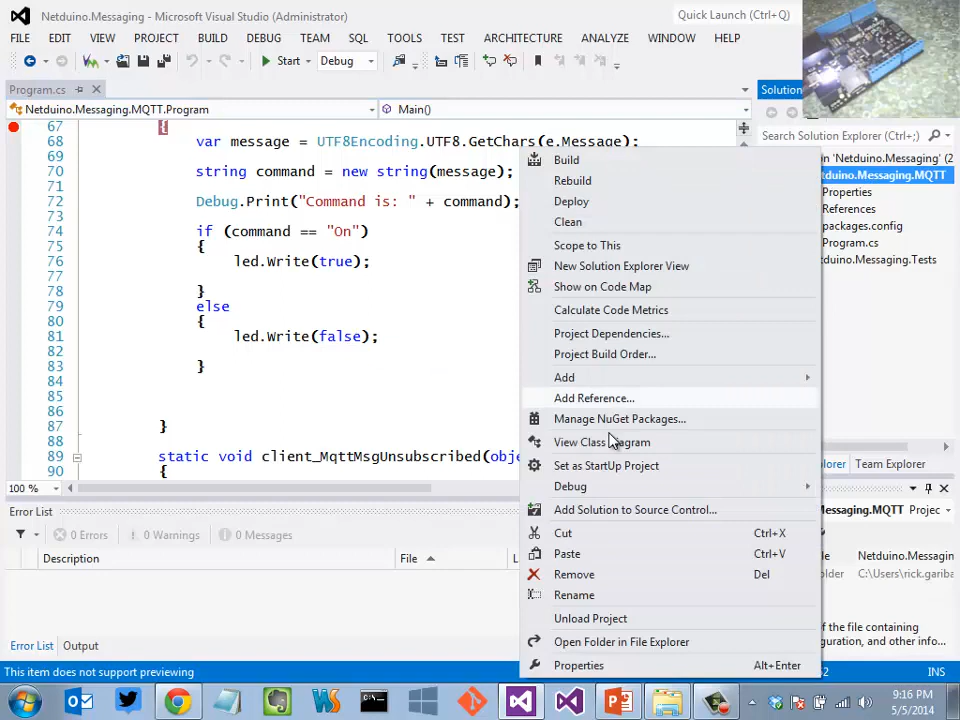 Netduino.Messaging - Microsoft Visual Studio (Administrator)
Quick Launch (Ctrl+Q)
FILE EDIT VIEW PROJECT BUILD DEBUG TEAM SQL TOOLS TEST ARCHITECTURE ANALYZE WINDOW HELP
Start Debug
Program.cs
Solution
Netduino.Messaging.MQTT.Program
Main()
Search Solution Explorer (Ctrl+;)
67 {
68 var message = UTF8Encoding.UTF8.GetChars(e.Message);
69
70 string command = new string(message);
71
72 Debug.Print("Command is: " + command);
73
74 if (command == "On")
75 {
76 led.Write(true);
77
78 }
79 else
80 {
81 led.Write(false);
82
83 }
84
85
86
87 }
88
89 static void client_MqttMsgUnsubscribed(obje
90 {
100 %
Build
Rebuild
Deploy
Clean
Scope to This
New Solution Explorer View
Show on Code Map
Calculate Code Metrics
Project Dependencies...
Project Build Order...
Add
Add Reference...
Manage NuGet Packages...
View Class Diagram
Set as StartUp Project
Debug
Add Solution to Source Control...
Cut Ctrl+X
Paste Ctrl+V
Remove Del
Rename
Unload Project
Open Folder in File Explorer
Properties Alt+Enter
in 'Netduino.Messaging' (2
tduino.Messaging.MQTT
Properties
References
packages.config
Program.cs
duino.Messaging.Tests
lorer Team Explorer
Messaging.MQTT Projec
le Netduino.Messagin
older C:\Users\rick.gariba
of the file containing
guration, and other informati...
Error List
0 Errors 0 Warnings 0 Messages
Description File L
Error List Output
This item does not support previewing
INS
9:16 PM
5/5/2014